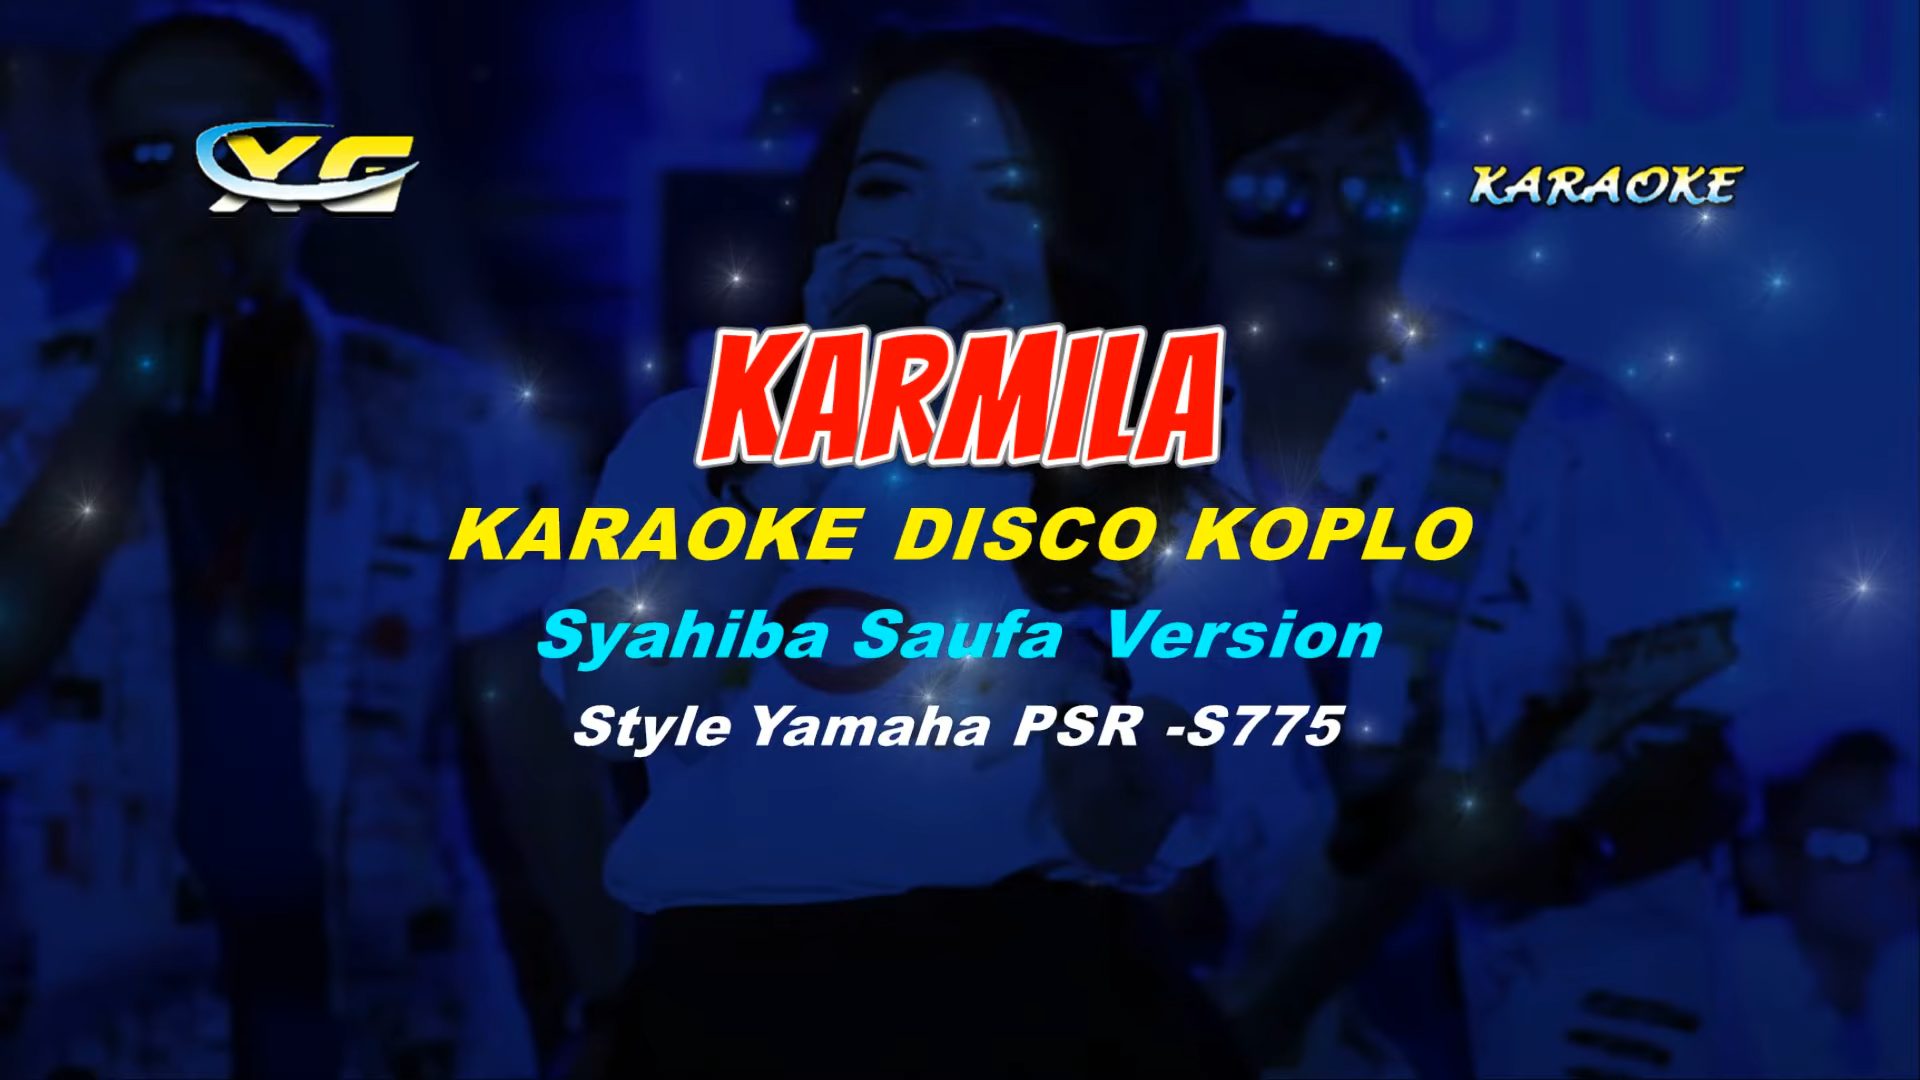 XG
KARAOKE
KARMILA
KARAOKE DISCO KOPLO
Syahiba Saufa Version
Style Yamaha PSR -S775